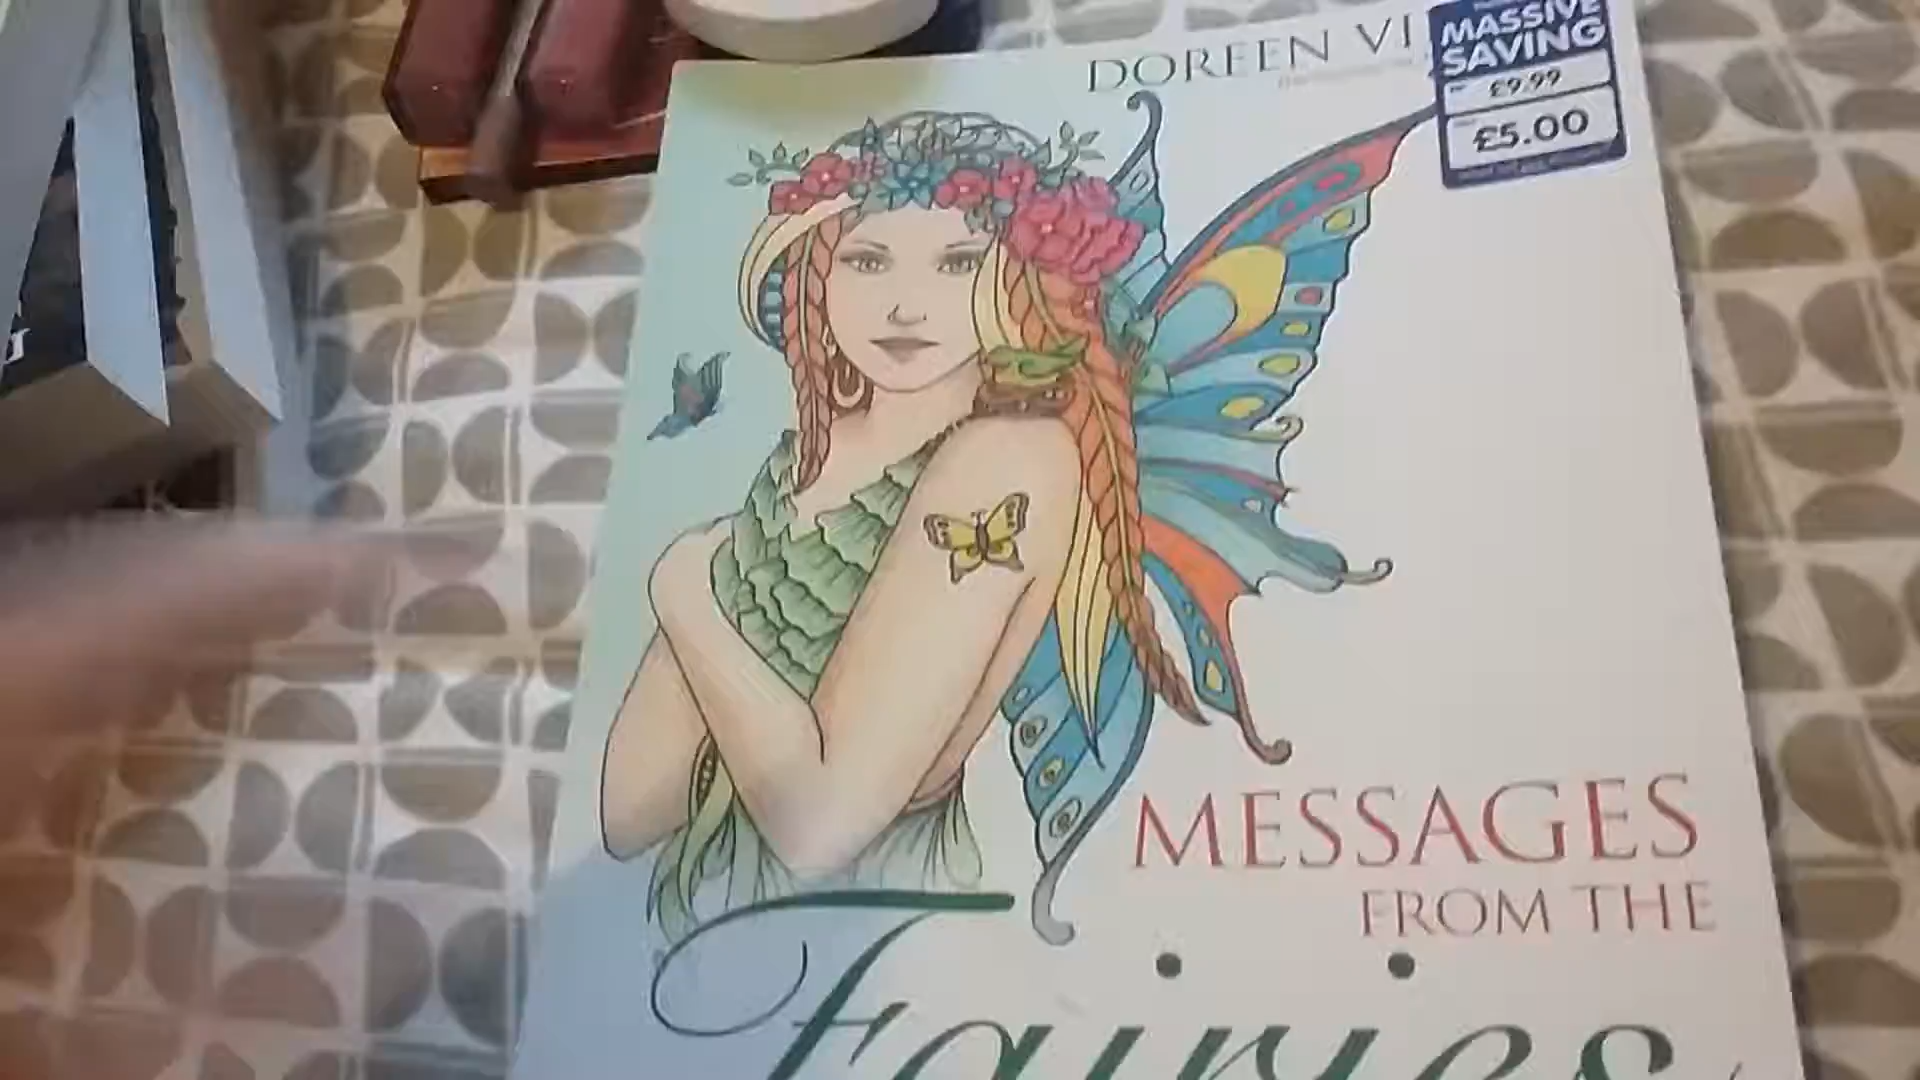 DOREEN VI
MASSIVE
SAVING
£9.99
£5.00
MESSAGES
FROM THE
Fairies